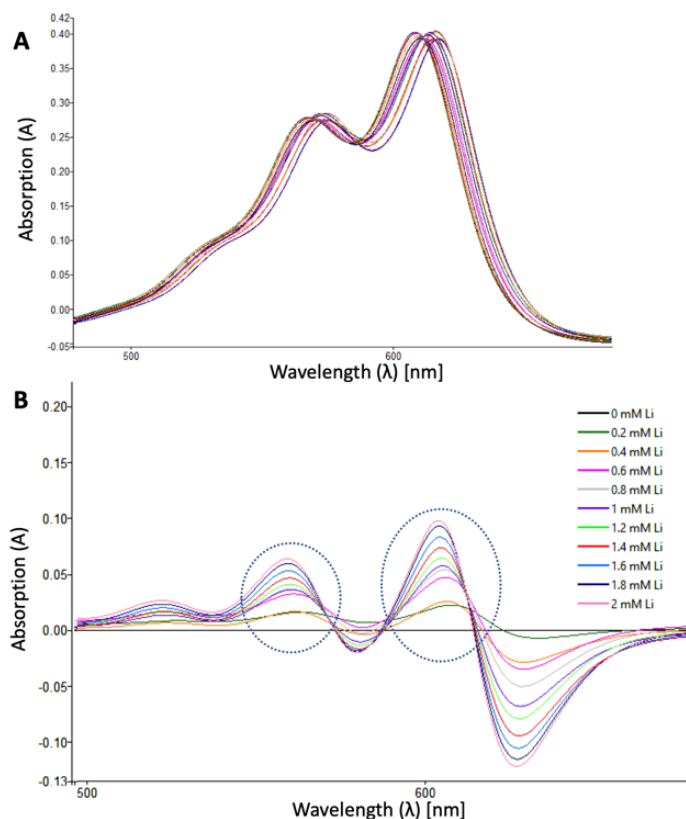 A
0.42
0.40
0.35
0.30
0.25
0.20
0.15
0.10
0.05
0.00
-0.05
Absorption (A)
500
600
Wavelength (λ) [nm]
B
0.20
0.15
0.10
0.05
0.00
-0.05
-0.10
-0.13
Absorption (A)
0 mM Li
0.2 mM Li
0.4 mM Li
0.6 mM Li
0.8 mM Li
1 mM Li
1.2 mM Li
1.4 mM Li
1.6 mM Li
1.8 mM Li
2 mM Li
500
600
Wavelength (λ) [nm]